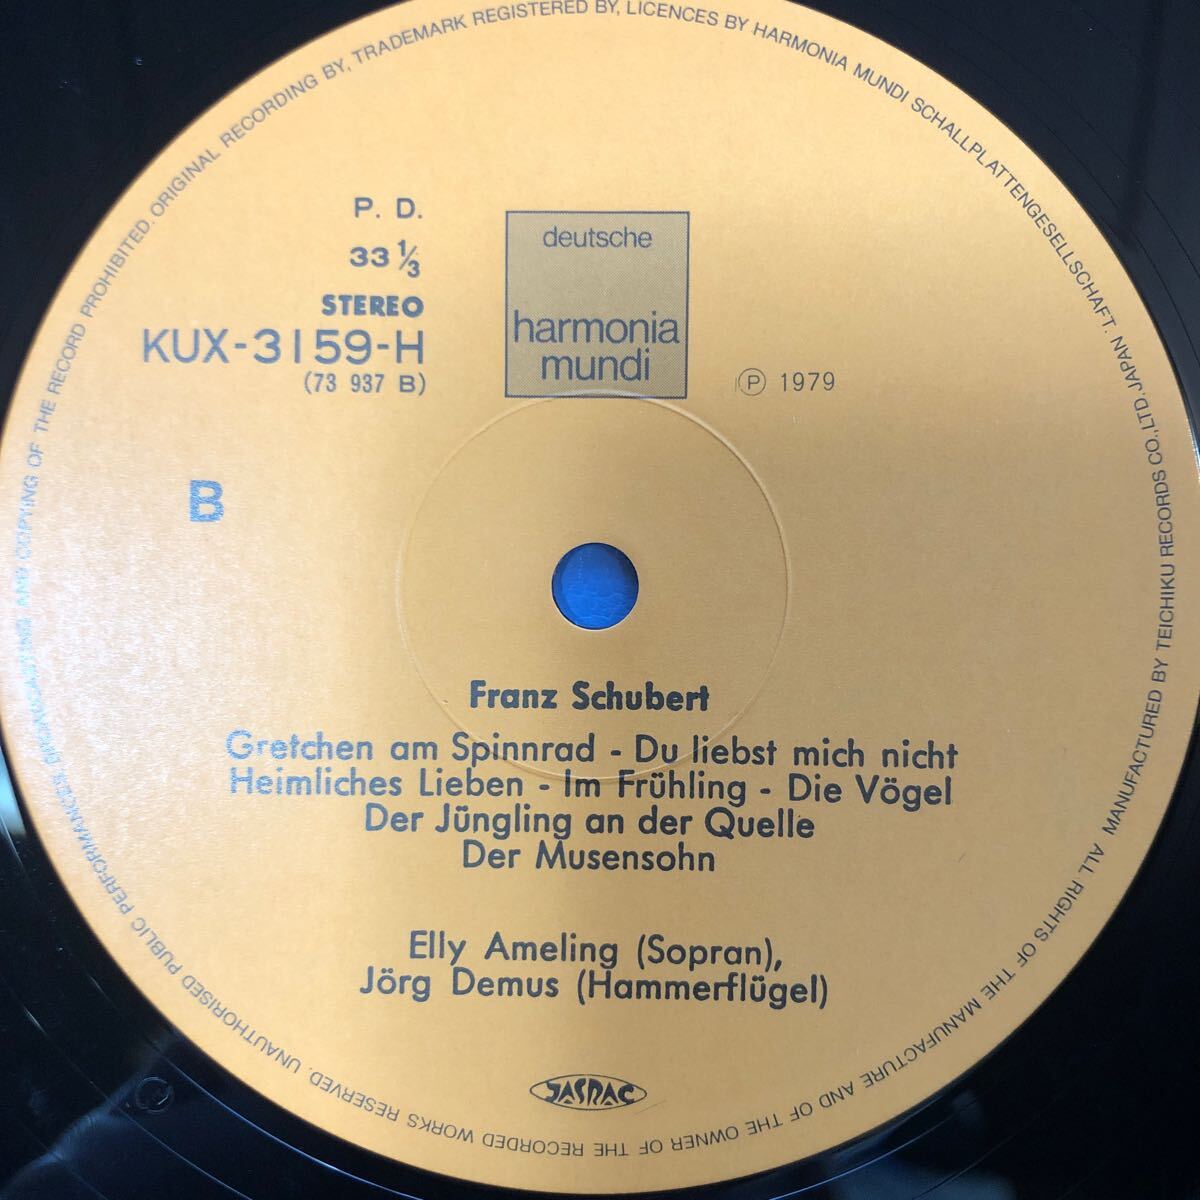 P. D.
33 ⅓
STEREO
KUX-3159-H
(73 937 B)
deutsche
harmonia
mundi
Ⓟ 1979
B
Franz Schubert
Gretchen am Spinnrad - Du liebst mich nicht
Heimliches Lieben - Im Frühling - Die Vögel
Der Jüngling an der Quelle
Der Musensohn
Elly Ameling (Sopran),
Jörg Demus (Hammerflügel)
JASRAC
ORIGINAL RECORDING BY, TRADEMARK REGISTERED BY, LICENCES BY HARMONIA MUNDI SCHALLPLATTENGESELLSCHAFT. JAPAN. MANUFACTURED BY TEICHIKU RECORDS CO.,LTD. ALL RIGHTS OF THE MANUFACTURE AND OF THE OWNER OF THE RECORDED WORKS RESERVED. UNAUTHORISED PUBLIC PERFORMANCES, BROADCASTING AND COPYING OF THE RECORD PROHIBITED.